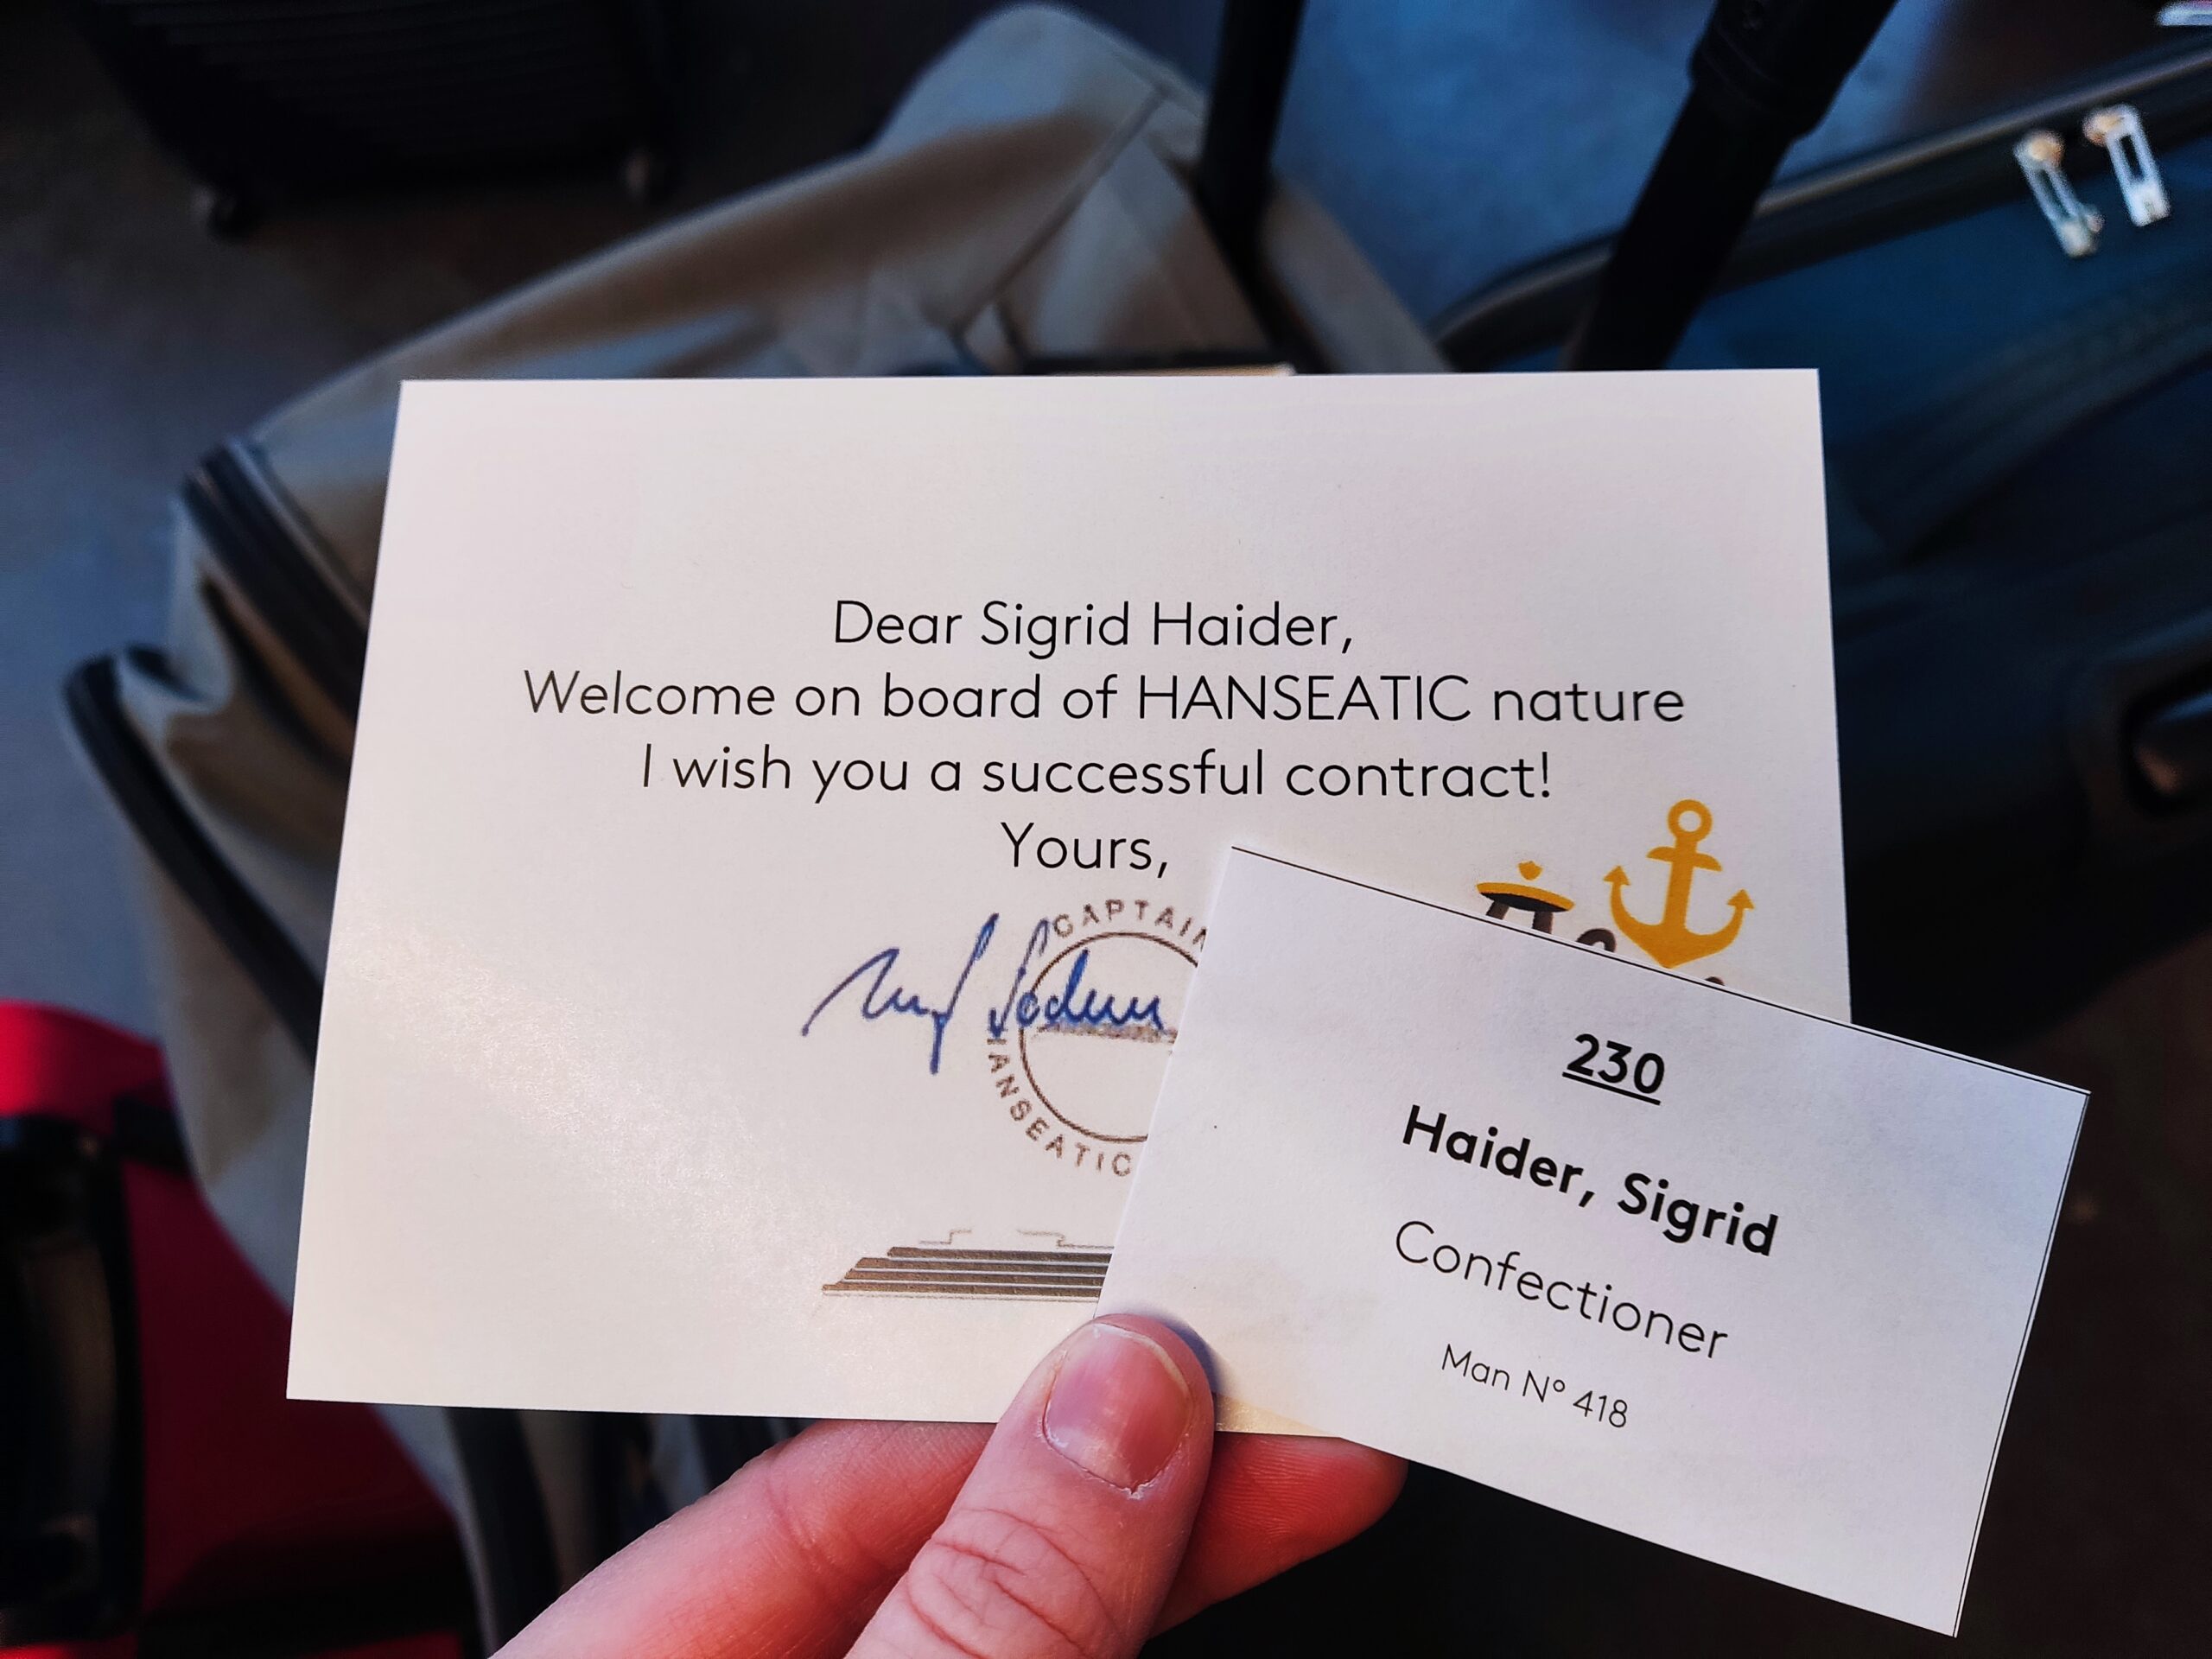 Dear Sigrid Haider,
Welcome on board of HANSEATIC nature
I wish you a successful contract!
Yours,
CAPTAIN
HANSEATIC
230
Haider, Sigrid
Confectioner
Man Nº 418